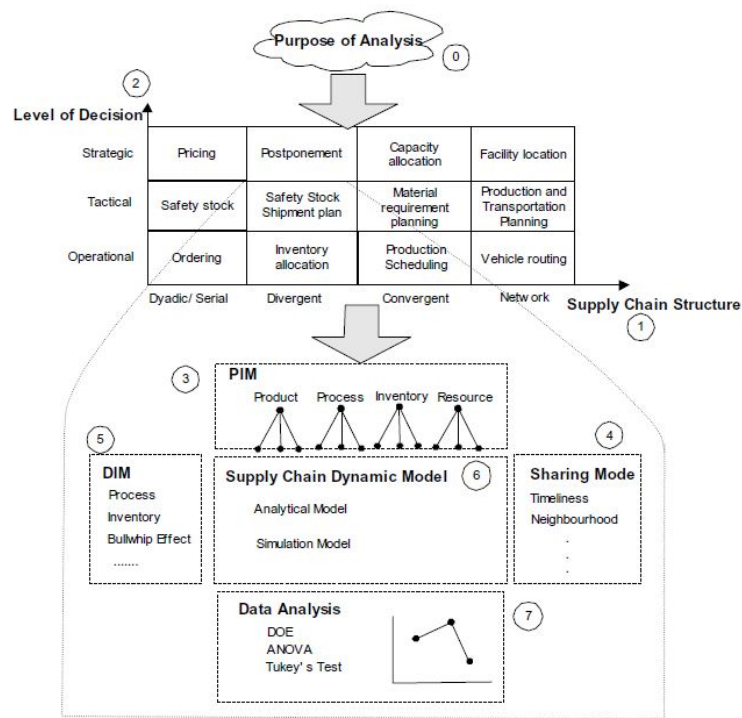 Purpose of Analysis
0
2
Level of Decision
Strategic
Pricing
Postponement
Capacity
allocation
Facility location
Tactical
Safety stock
Safety Stock
Shipment plan
Material
requirement
planning
Production and
Transportation
Planning
Operational
Ordering
Inventory
allocation
Production
Scheduling
Vehicle routing
Dyadic/ Serial
Divergent
Convergent
Network
Supply Chain Structure
1
3
PIM
Product
Process
Inventory
Resource
5
4
DIM
Process
Inventory
Bullwhip Effect
.......
Supply Chain Dynamic Model
6
Analytical Model
Simulation Model
Sharing Mode
Timeliness
Neighbourhood
.
.
.
Data Analysis
7
DOE
ANOVA
Tukey' s Test